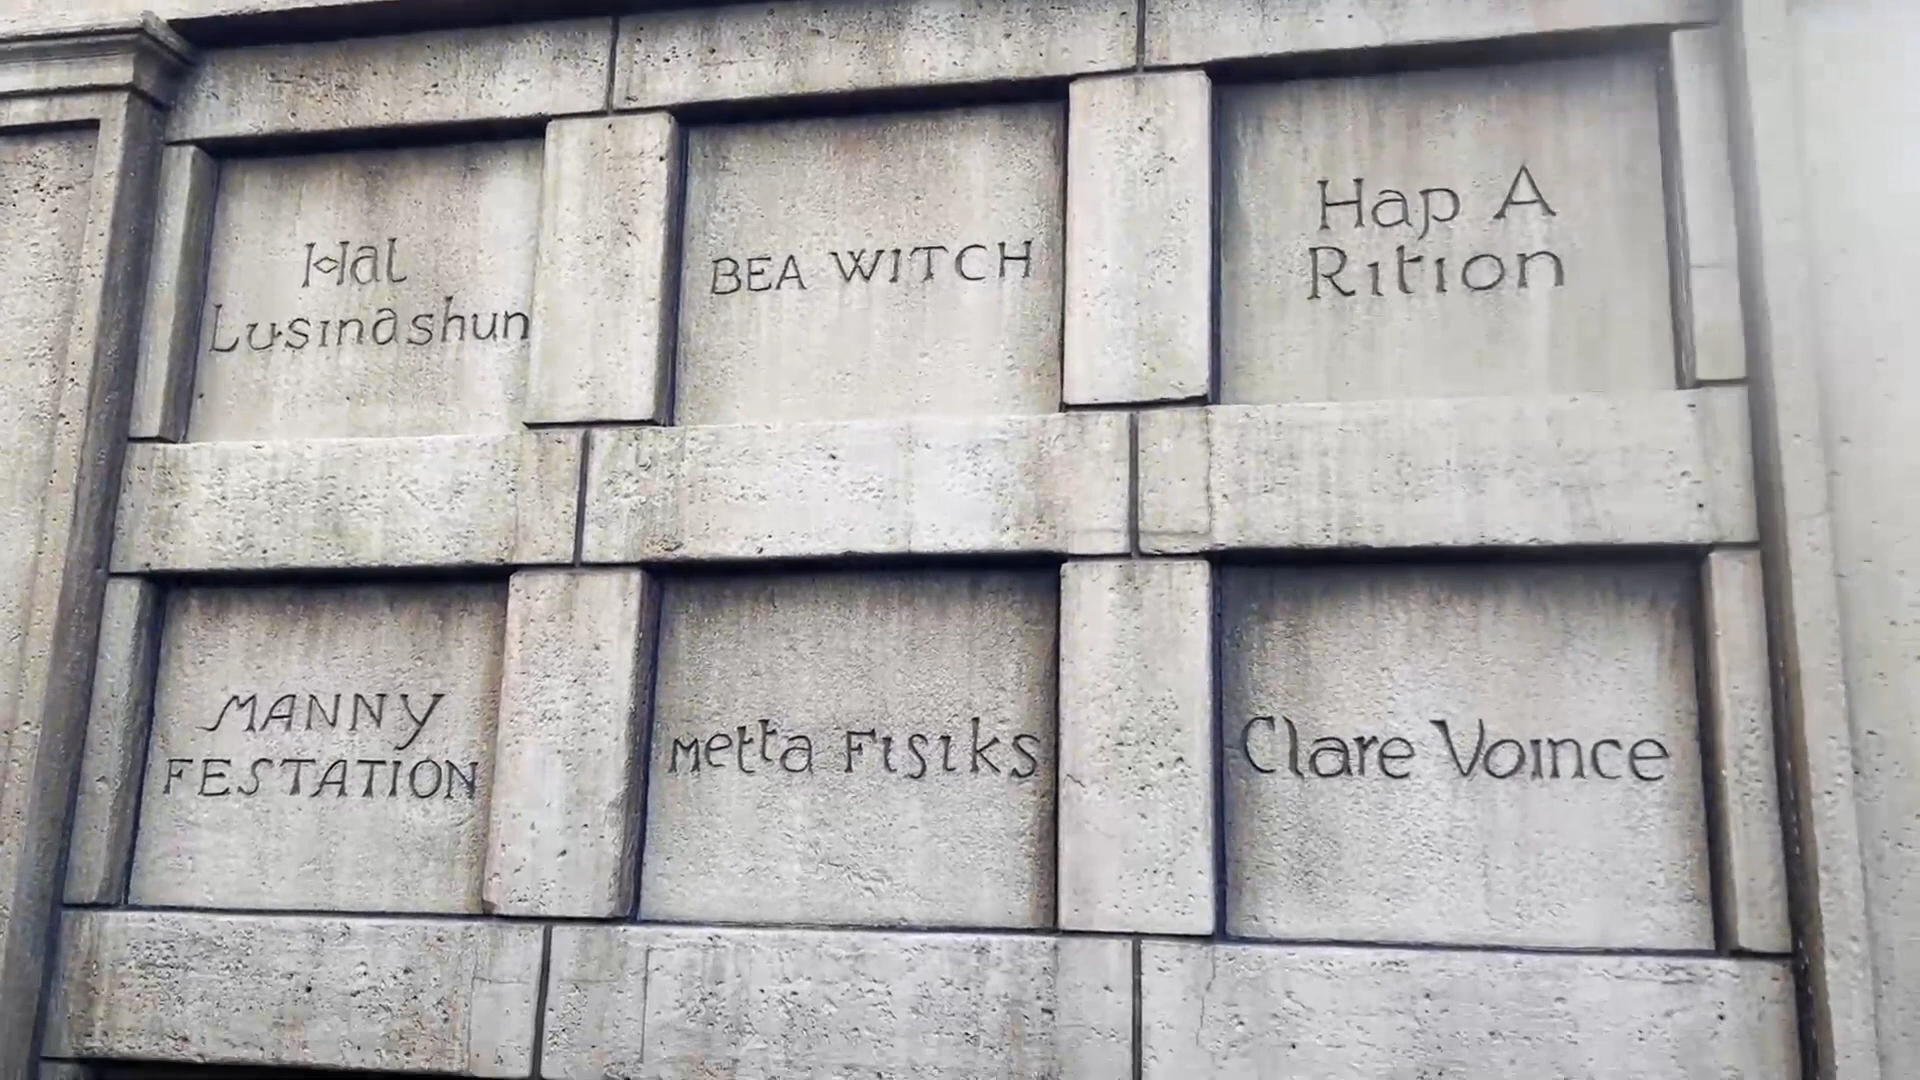 Hal
Lusinashun
BEA WITCH
Hap A
Rition
MANNY
FESTATION
Metta Fisiks
Clare Voince